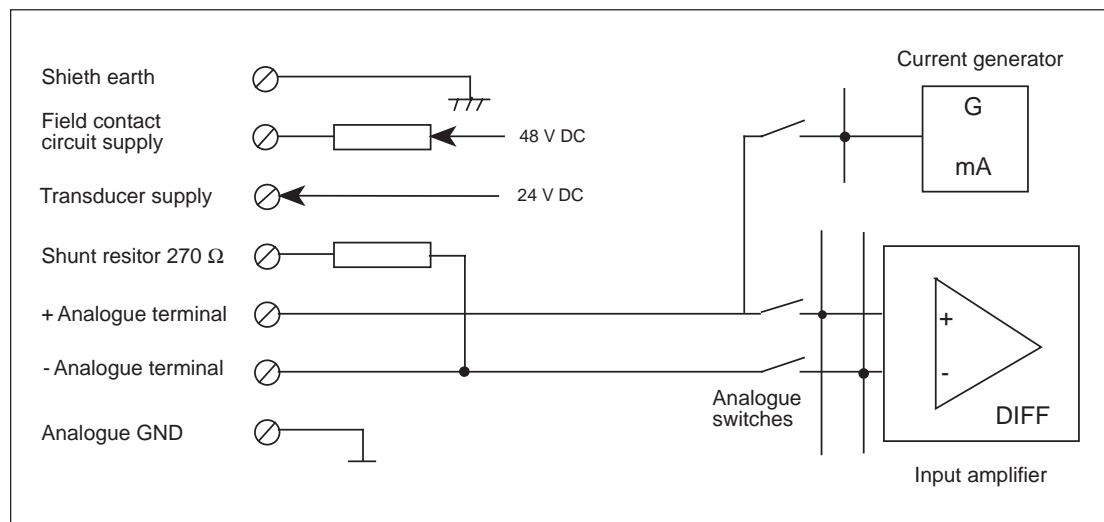 Shieth earth
Field contact
circuit supply
48 V DC
Transducer supply
24 V DC
Shunt resitor 270 Ω
+ Analogue terminal
- Analogue terminal
Analogue GND
Current generator
G
mA
+
-
DIFF
Analogue
switches
Input amplifier